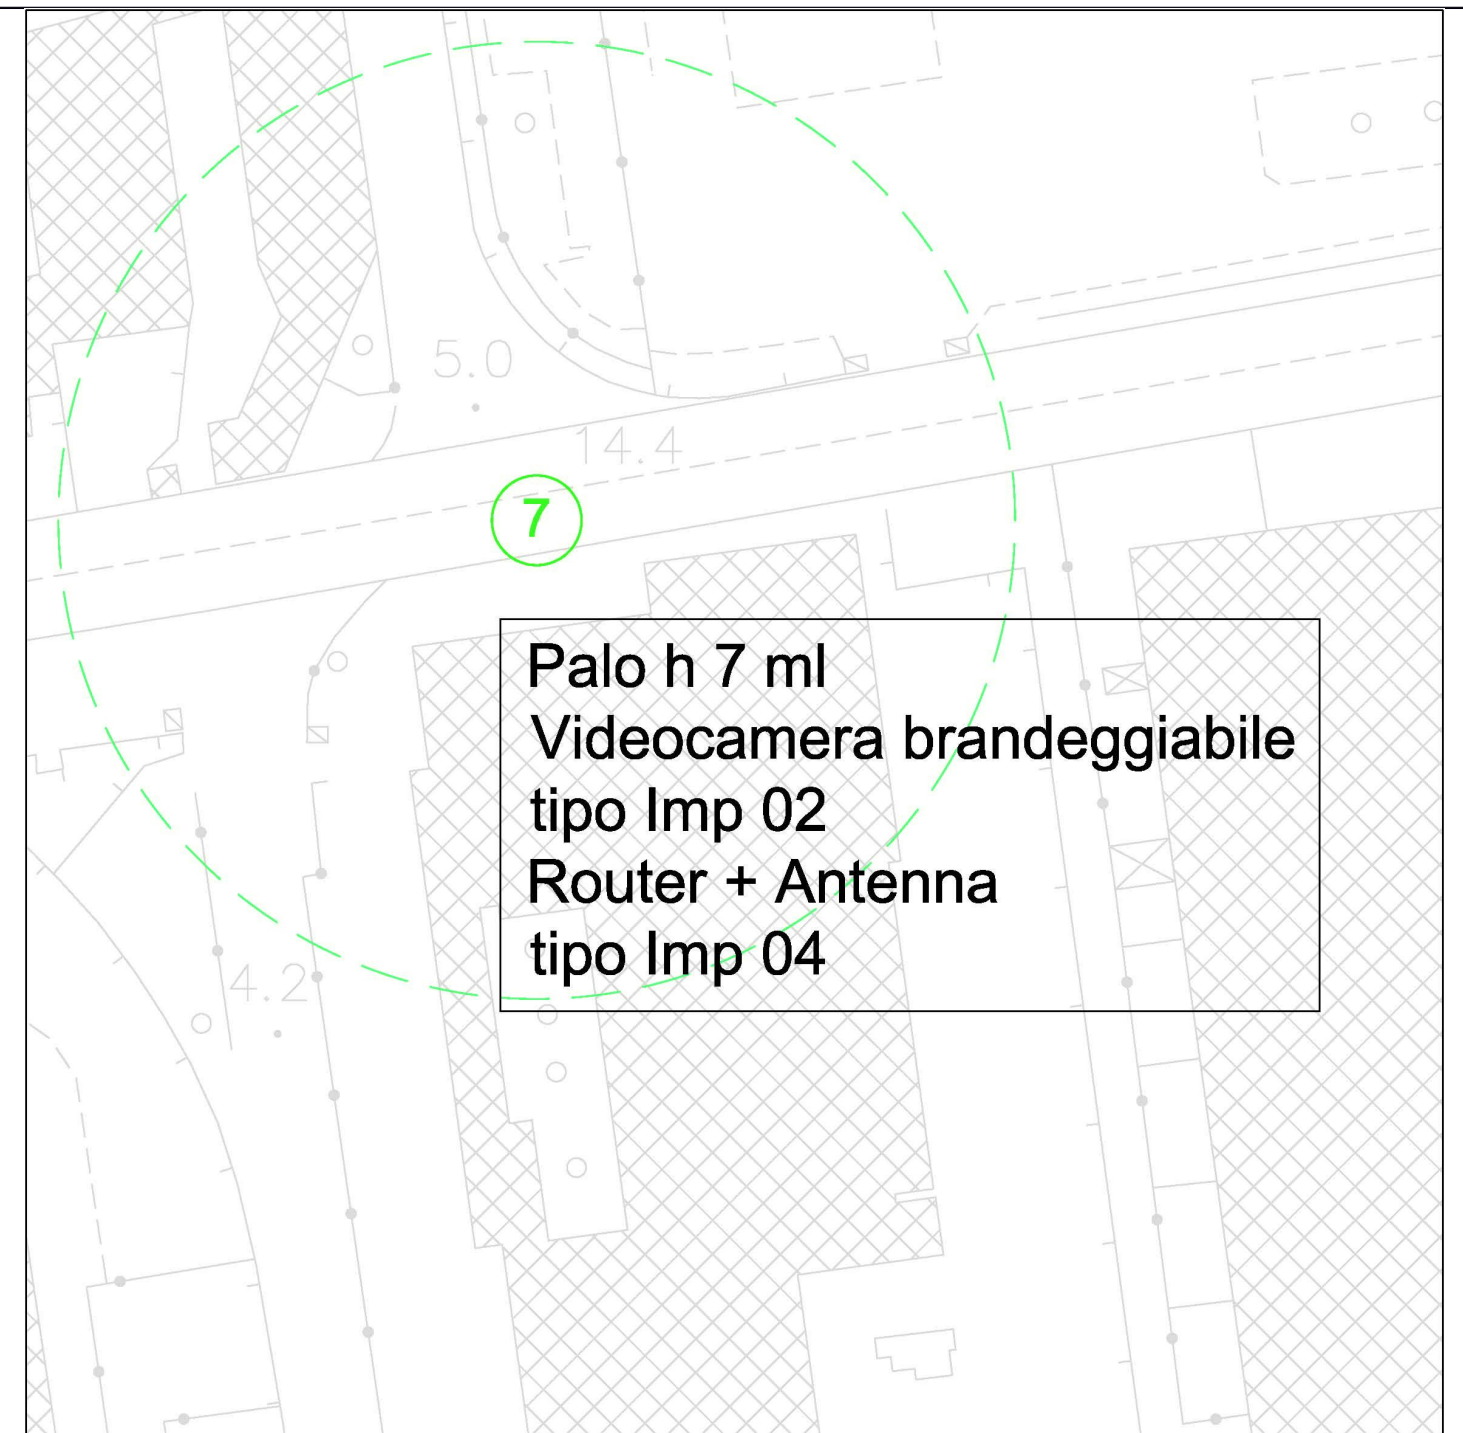 5.0
14.4
7
Palo h 7 ml
Videocamera brandeggiabile
tipo Imp 02
Router + Antenna
tipo Imp 04
4.2